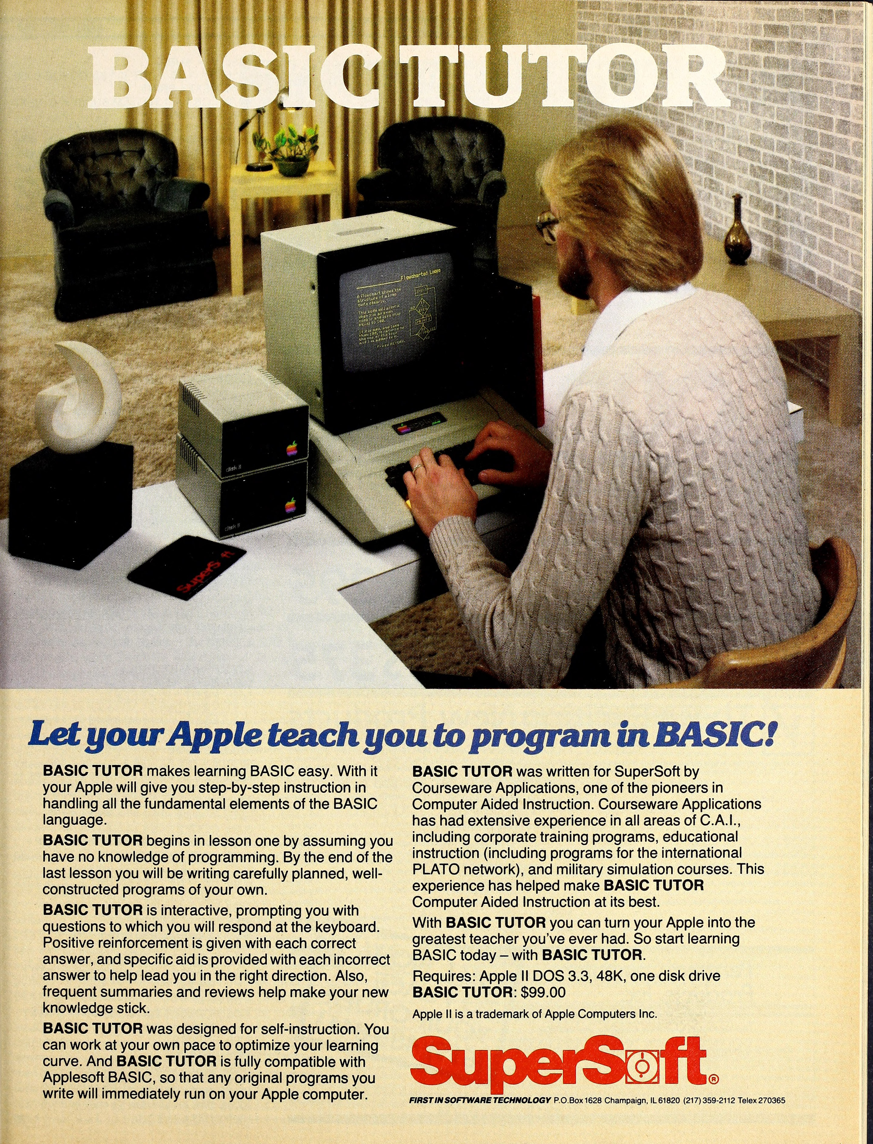 BASIC TUTOR
Flowcharted Loops
disk II
disk II
SuperSoft
Let your Apple teach you to program in BASIC!
BASIC TUTOR makes learning BASIC easy. With it
your Apple will give you step-by-step instruction in
handling all the fundamental elements of the BASIC
language.
BASIC TUTOR begins in lesson one by assuming you
have no knowledge of programming. By the end of the
last lesson you will be writing carefully planned, well-
constructed programs of your own.
BASIC TUTOR is interactive, prompting you with
questions to which you will respond at the keyboard.
Positive reinforcement is given with each correct
answer, and specific aid is provided with each incorrect
answer to help lead you in the right direction. Also,
frequent summaries and reviews help make your new
knowledge stick.
BASIC TUTOR was designed for self-instruction. You
can work at your own pace to optimize your learning
curve. And BASIC TUTOR is fully compatible with
Applesoft BASIC, so that any original programs you
write will immediately run on your Apple computer.
BASIC TUTOR was written for SuperSoft by
Courseware Applications, one of the pioneers in
Computer Aided Instruction. Courseware Applications
has had extensive experience in all areas of C.A.I.,
including corporate training programs, educational
instruction (including programs for the international
PLATO network), and military simulation courses. This
experience has helped make BASIC TUTOR
Computer Aided Instruction at its best.
With BASIC TUTOR you can turn your Apple into the
greatest teacher you've ever had. So start learning
BASIC today – with BASIC TUTOR.
Requires: Apple II DOS 3.3, 48K, one disk drive
BASIC TUTOR: $99.00
Apple II is a trademark of Apple Computers Inc.
SuperSoft®
FIRST IN SOFTWARE TECHNOLOGY P.O. Box 1628 Champaign, IL 61820 (217) 359-2112 Telex 270365